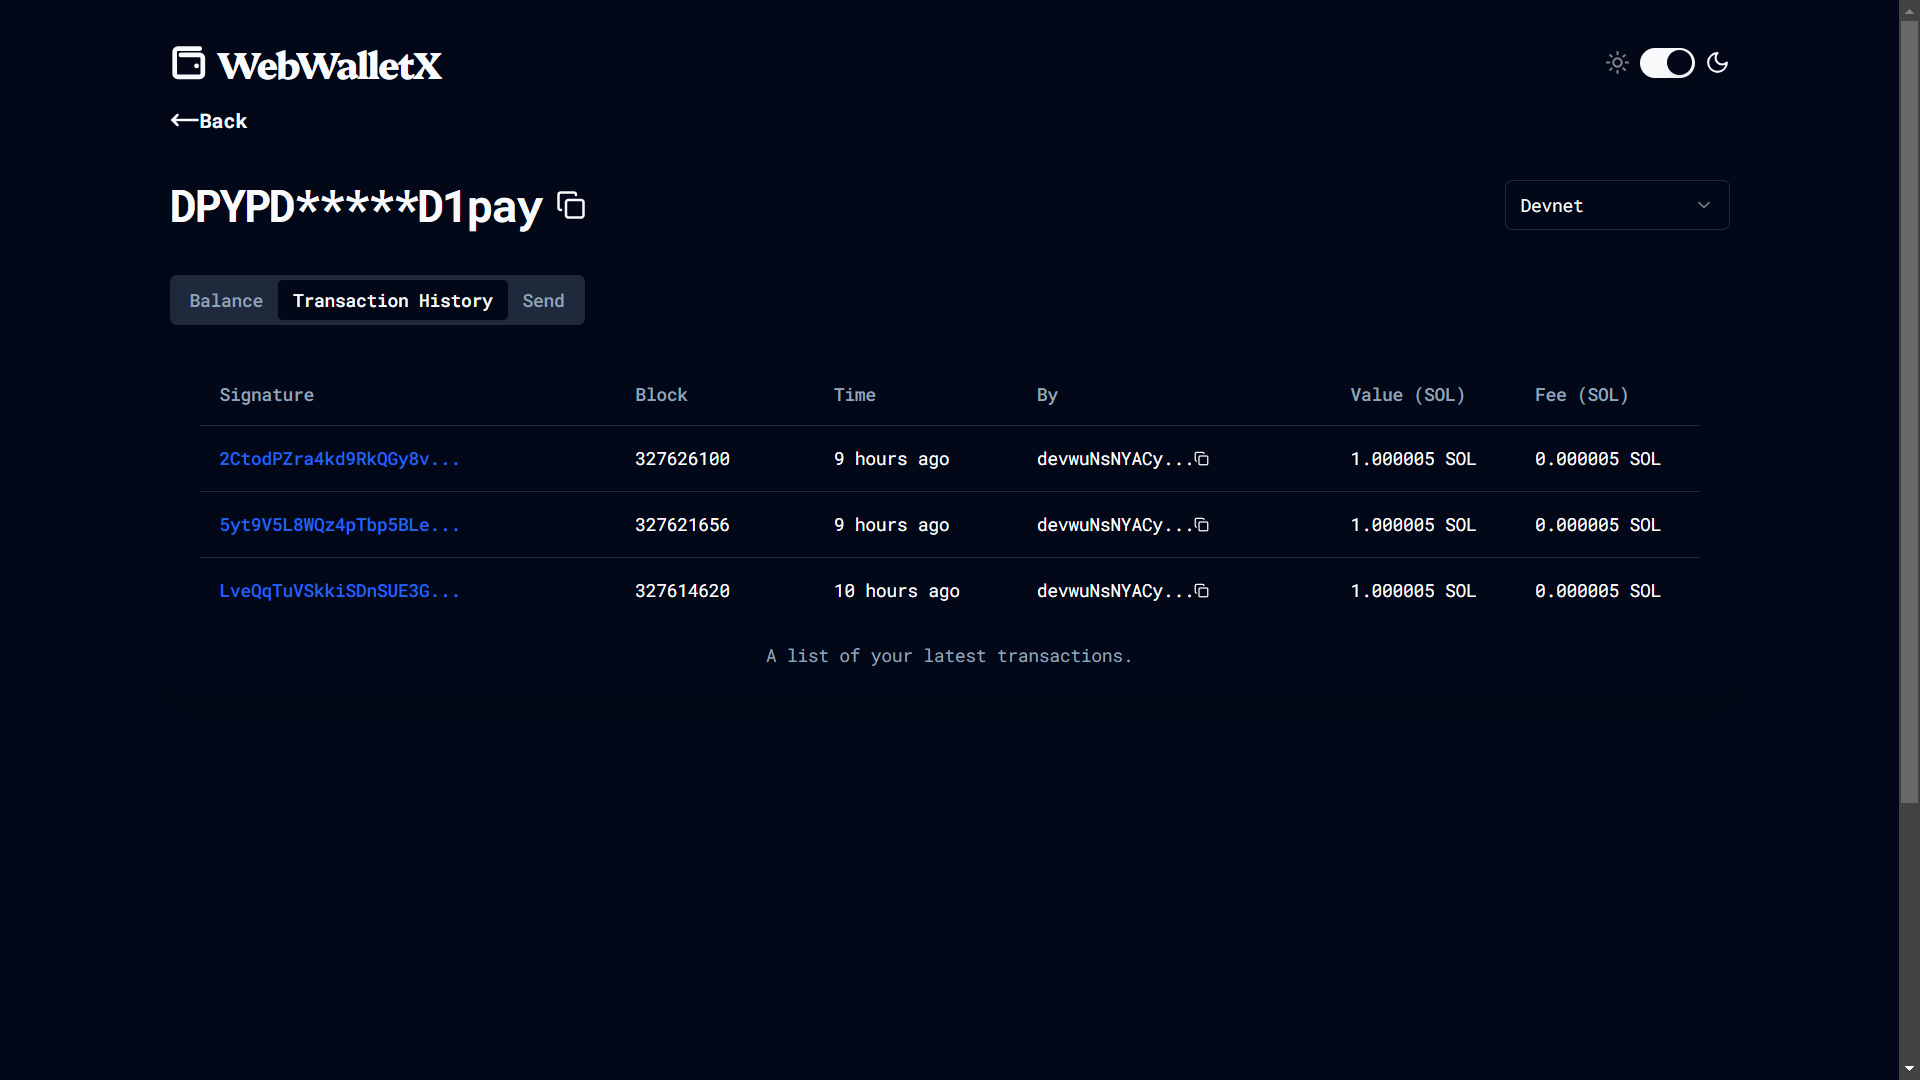 WebWalletX
Back
DPYPD*****D1pay
Devnet
Balance Transaction History Send
Signature Block Time By Value (SOL) Fee (SOL)
2CtodPZra4kd9RkQGy8v... 327626100 9 hours ago devwuNsNYACy... 1.000005 SOL 0.000005 SOL
5yt9V5L8WQz4pTbp5BLe... 327621656 9 hours ago devwuNsNYACy... 1.000005 SOL 0.000005 SOL
LveQqTuVSkkiSDnSUE3G... 327614620 10 hours ago devwuNsNYACy... 1.000005 SOL 0.000005 SOL
A list of your latest transactions.